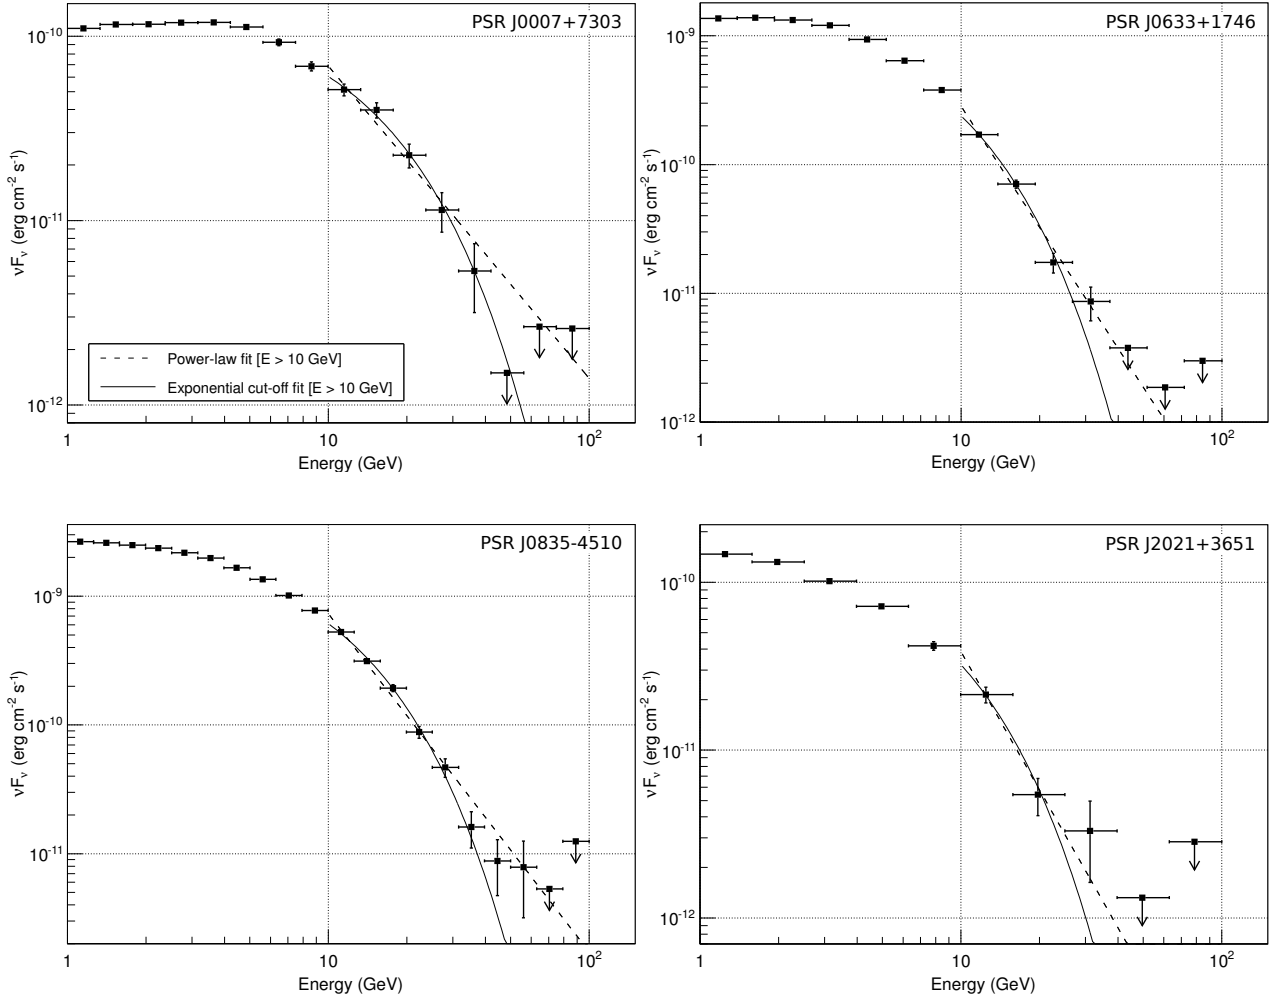 PSR J0007+7303
10⁻¹⁰
10⁻¹¹
10⁻¹²
νFᵥ (erg cm⁻² s⁻¹)
Power-law fit [E > 10 GeV]
Exponential cut-off fit [E > 10 GeV]
1 10 10²
Energy (GeV)
PSR J0633+1746
10⁻⁹
10⁻¹⁰
10⁻¹¹
10⁻¹²
νFᵥ (erg cm⁻² s⁻¹)
1 10 10²
Energy (GeV)
PSR J0835-4510
10⁻⁹
10⁻¹⁰
10⁻¹¹
νFᵥ (erg cm⁻² s⁻¹)
1 10 10²
Energy (GeV)
PSR J2021+3651
10⁻¹⁰
10⁻¹¹
10⁻¹²
νFᵥ (erg cm⁻² s⁻¹)
1 10 10²
Energy (GeV)